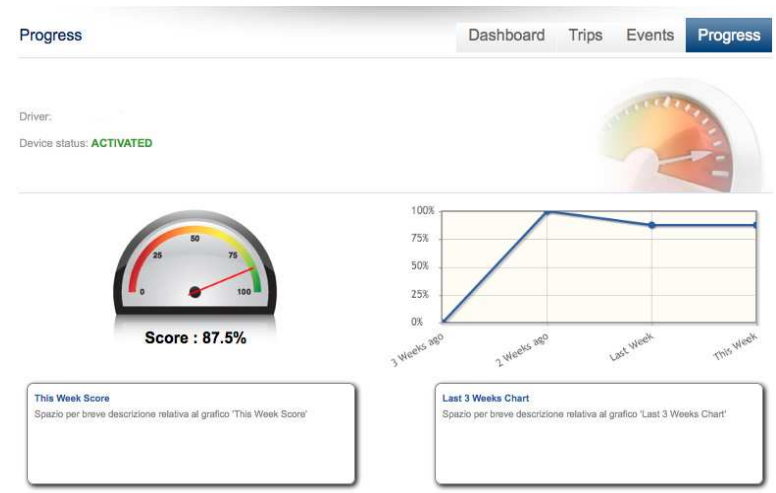 Progress
Dashboard Trips Events Progress
Driver:
Device status: ACTIVATED
0
25
50
75
100
Score : 87.5%
100%
75%
50%
25%
0%
3 Weeks ago
2 Weeks ago
Last Week
This Week
This Week Score
Spazio per breve descrizione relativa al grafico 'This Week Score'
Last 3 Weeks Chart
Spazio per breve descrizione relativa al grafico 'Last 3 Weeks Chart'